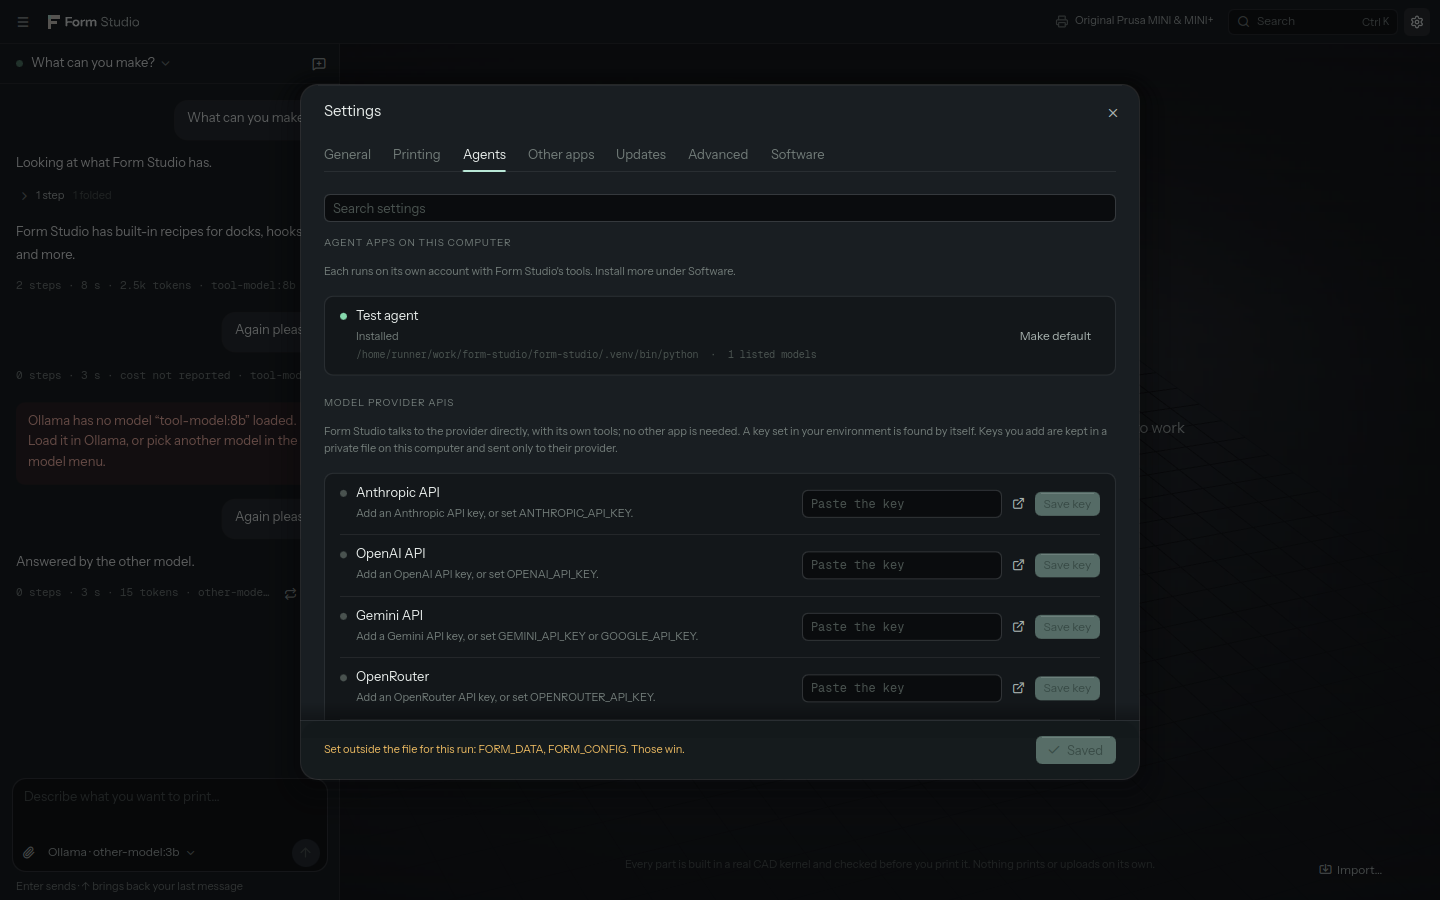 Form Studio
Original Prusa MINI & MINI+
Search
Ctrl K
What can you make?
What can you make
Looking at what Form Studio has.
1 step 1 folded
Form Studio has built-in recipes for docks, hooks
and more.
2 steps · 8 s · 2.5k tokens · tool-model:8b
Again pleas
0 steps · 3 s · cost not reported · tool-mod
Ollama has no model “tool-model:8b” loaded.
Load it in Ollama, or pick another model in the
model menu.
Again pleas
Answered by the other model.
0 steps · 3 s · 15 tokens · other-mode…
Describe what you want to print…
Ollama · other-model:3b
Enter sends · ↑ brings back your last message
Settings
General
Printing
Agents
Other apps
Updates
Advanced
Software
Search settings
AGENT APPS ON THIS COMPUTER
Each runs on its own account with Form Studio's tools. Install more under Software.
Test agent
Installed
/home/runner/work/form-studio/form-studio/.venv/bin/python · 1 listed models
Make default
MODEL PROVIDER APIS
Form Studio talks to the provider directly, with its own tools; no other app is needed. A key set in your environment is found by itself. Keys you add are kept in a
private file on this computer and sent only to their provider.
Anthropic API
Add an Anthropic API key, or set ANTHROPIC_API_KEY.
Paste the key
Save key
OpenAI API
Add an OpenAI API key, or set OPENAI_API_KEY.
Paste the key
Save key
Gemini API
Add a Gemini API key, or set GEMINI_API_KEY or GOOGLE_API_KEY.
Paste the key
Save key
OpenRouter
Add an OpenRouter API key, or set OPENROUTER_API_KEY.
Paste the key
Save key
Set outside the file for this run: FORM_DATA, FORM_CONFIG. Those win.
Saved
o work
Every part is built in a real CAD kernel and checked before you print it. Nothing prints or uploads on its own.
Import…